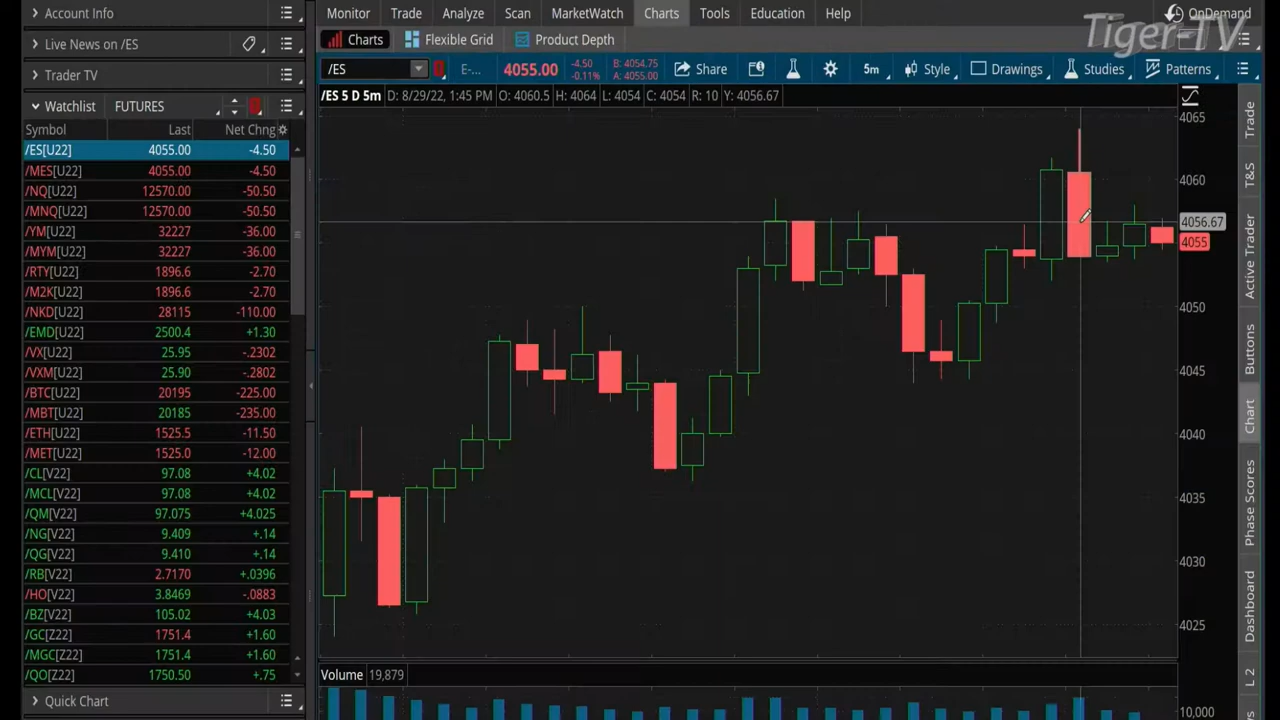 Account Info
Live News on /ES
Trader TV
Watchlist FUTURES
Symbol Last Net Chng
/ES[U22] 4055.00 -4.50
/MES[U22] 4055.00 -4.50
/NQ[U22] 12570.00 -50.50
/MNQ[U22] 12570.00 -50.50
/YM[U22] 32227 -36.00
/MYM[U22] 32227 -36.00
/RTY[U22] 1896.6 -2.70
/M2K[U22] 1896.6 -2.70
/NKD[U22] 28115 -110.00
/EMD[U22] 2500.4 +1.30
/VX[U22] 25.95 -.2302
/VXM[U22] 25.90 -.2802
/BTC[U22] 20195 -225.00
/MBT[U22] 20185 -235.00
/ETH[U22] 1525.5 -11.50
/MET[U22] 1525.0 -12.00
/CL[V22] 97.08 +4.02
/MCL[V22] 97.08 +4.02
/QM[V22] 97.075 +4.025
/NG[V22] 9.409 +.14
/QG[V22] 9.410 +.14
/RB[V22] 2.7170 +.0396
/HO[V22] 3.8469 -.0883
/BZ[V22] 105.02 +4.03
/GC[Z22] 1751.4 +1.60
/MGC[Z22] 1751.4 +1.60
/QO[Z22] 1750.50 +.75
Quick Chart
Monitor Trade Analyze Scan MarketWatch Charts Tools Education Help
OnDemand
Tiger-TV
Charts Flexible Grid Product Depth
/ES E-... 4055.00 -4.50 B: 4054.75
-0.11% A: 4055.00
Share 5m Style Drawings Studies Patterns
/ES 5 D 5m D: 8/29/22, 1:45 PM O: 4060.5 H: 4064 L: 4054 C: 4054 R: 10 Y: 4056.67
4065
4060
4056.67
4055
4050
4045
4040
4035
4030
4025
Volume 19,879
10,000
Trade
T&S
Active Trader
Buttons
Chart
Phase Scores
Dashboard
L 2